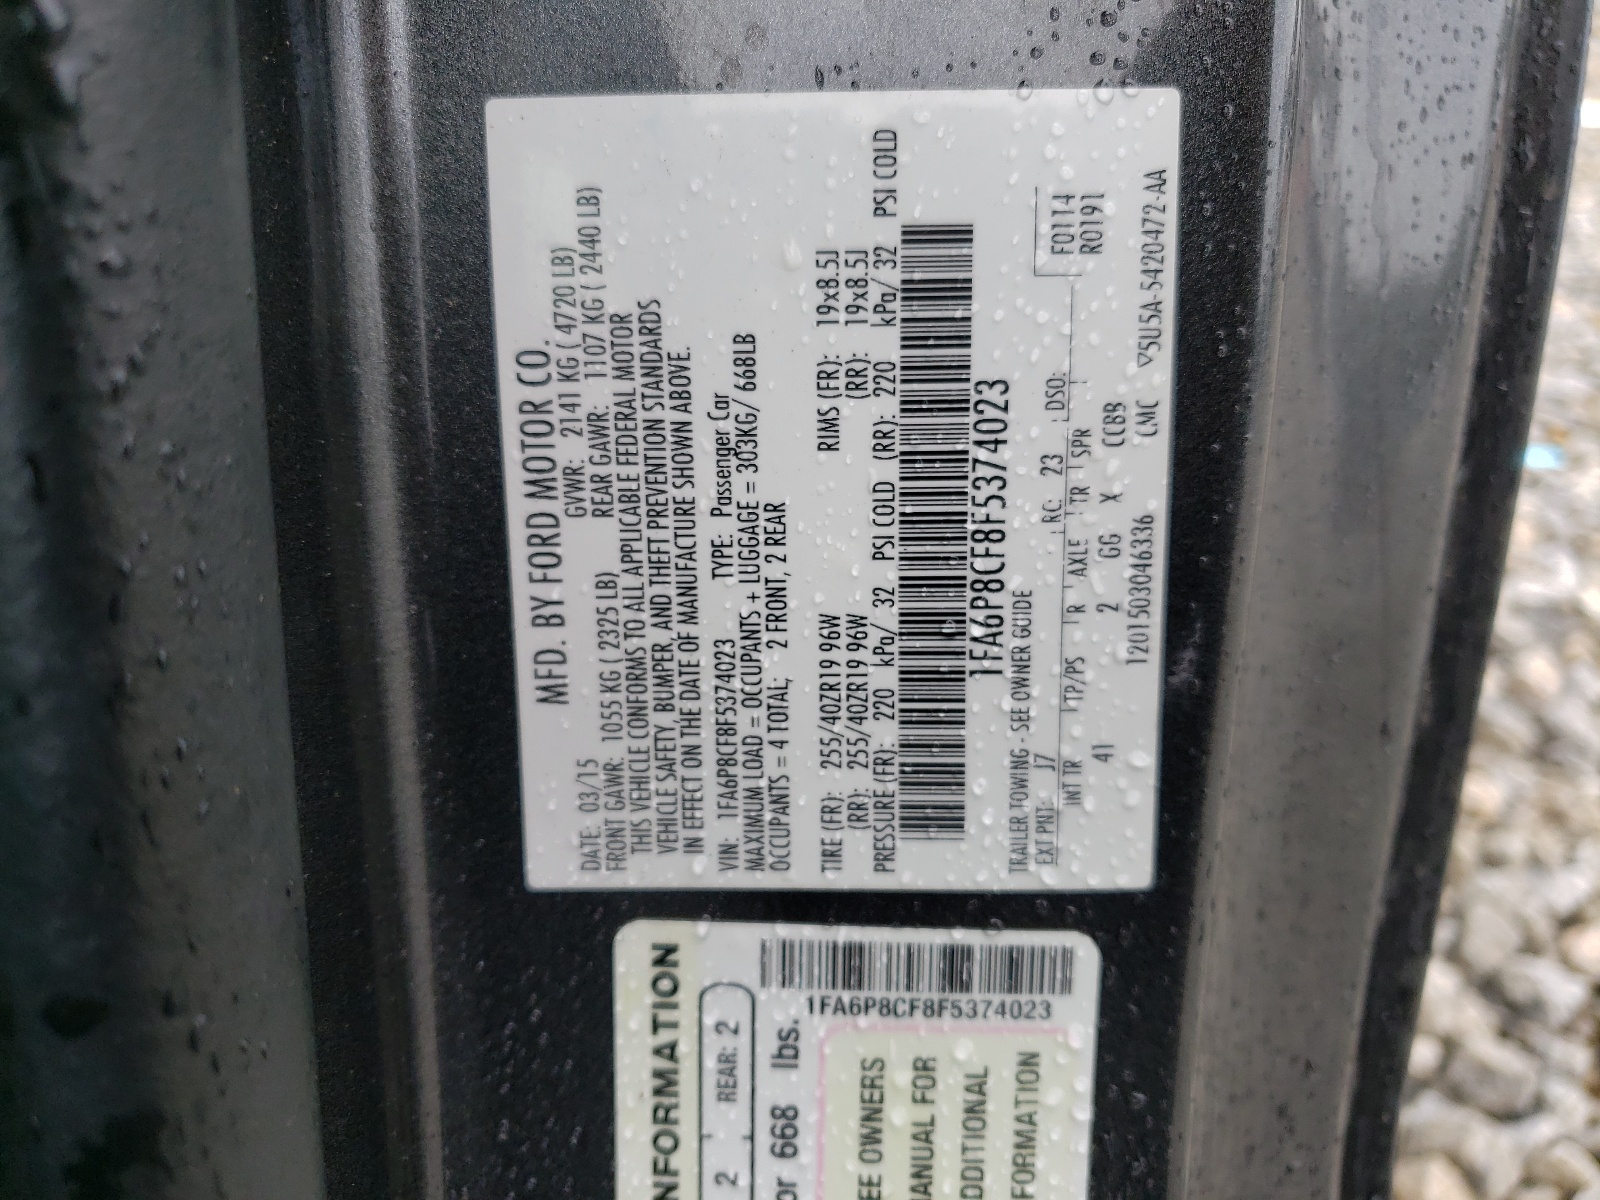 MFD. BY FORD MOTOR CO.
DATE: 03/15 GVWR: 2141 KG ( 4720 LB)
FRONT GAWR: 1055 KG ( 2325 LB) REAR GAWR: 1107 KG ( 2440 LB)
THIS VEHICLE CONFORMS TO ALL APPLICABLE FEDERAL MOTOR
VEHICLE SAFETY, BUMPER, AND THEFT PREVENTION STANDARDS
IN EFFECT ON THE DATE OF MANUFACTURE SHOWN ABOVE.
VIN: 1FA6P8CF8F5374023 TYPE: Passenger Car
MAXIMUM LOAD = OCCUPANTS + LUGGAGE = 303KG/ 668LB
OCCUPANTS = 4 TOTAL; 2 FRONT, 2 REAR
TIRE (FR): 255/40ZR19 96W RIMS (FR): 19x8.5J
(RR): 255/40ZR19 96W (RR): 19x8.5J
PRESSURE (FR): 220 kPa/ 32 PSI COLD (RR): 220 kPa/ 32 PSI COLD
1FA6P8CF8F5374023
TRAILER TOWING - SEE OWNER GUIDE
EXT PNT: J7 RC: 23 DSO: F0114
INT TR TP/PS R AXLE TR SPR R0191
41 2 GG X CCBB
1201503046336 CMC ▽5U5A-5420472-AA
NFORMATION
2 REAR: 2
or 668 lbs.
1FA6P8CF8F5374023
EE OWNERS
ANUAL FOR
DDITIONAL
FORMATION